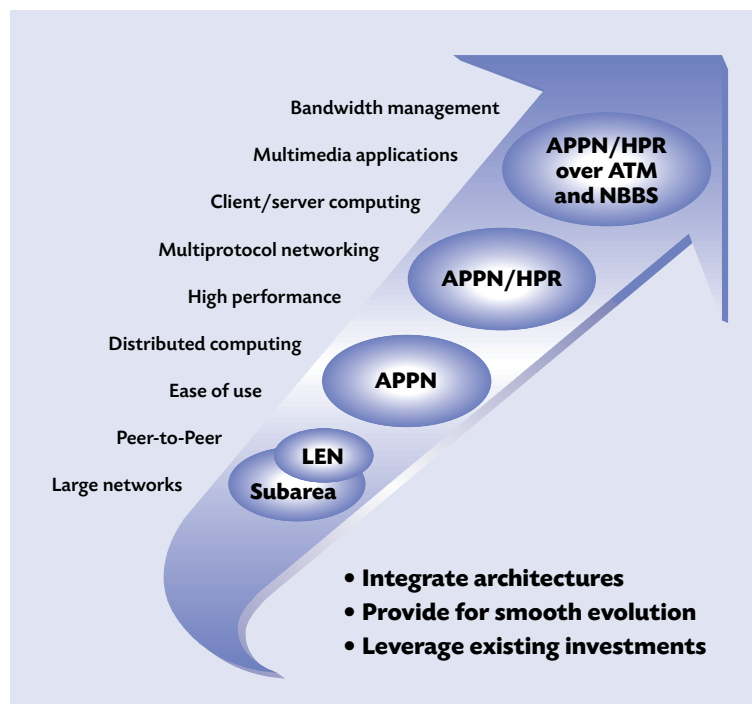 Bandwidth management
Multimedia applications
Client/server computing
Multiprotocol networking
High performance
Distributed computing
Ease of use
Peer-to-Peer
Large networks
APPN/HPR
over ATM
and NBBS
APPN/HPR
APPN
LEN
Subarea
• Integrate architectures
• Provide for smooth evolution
• Leverage existing investments